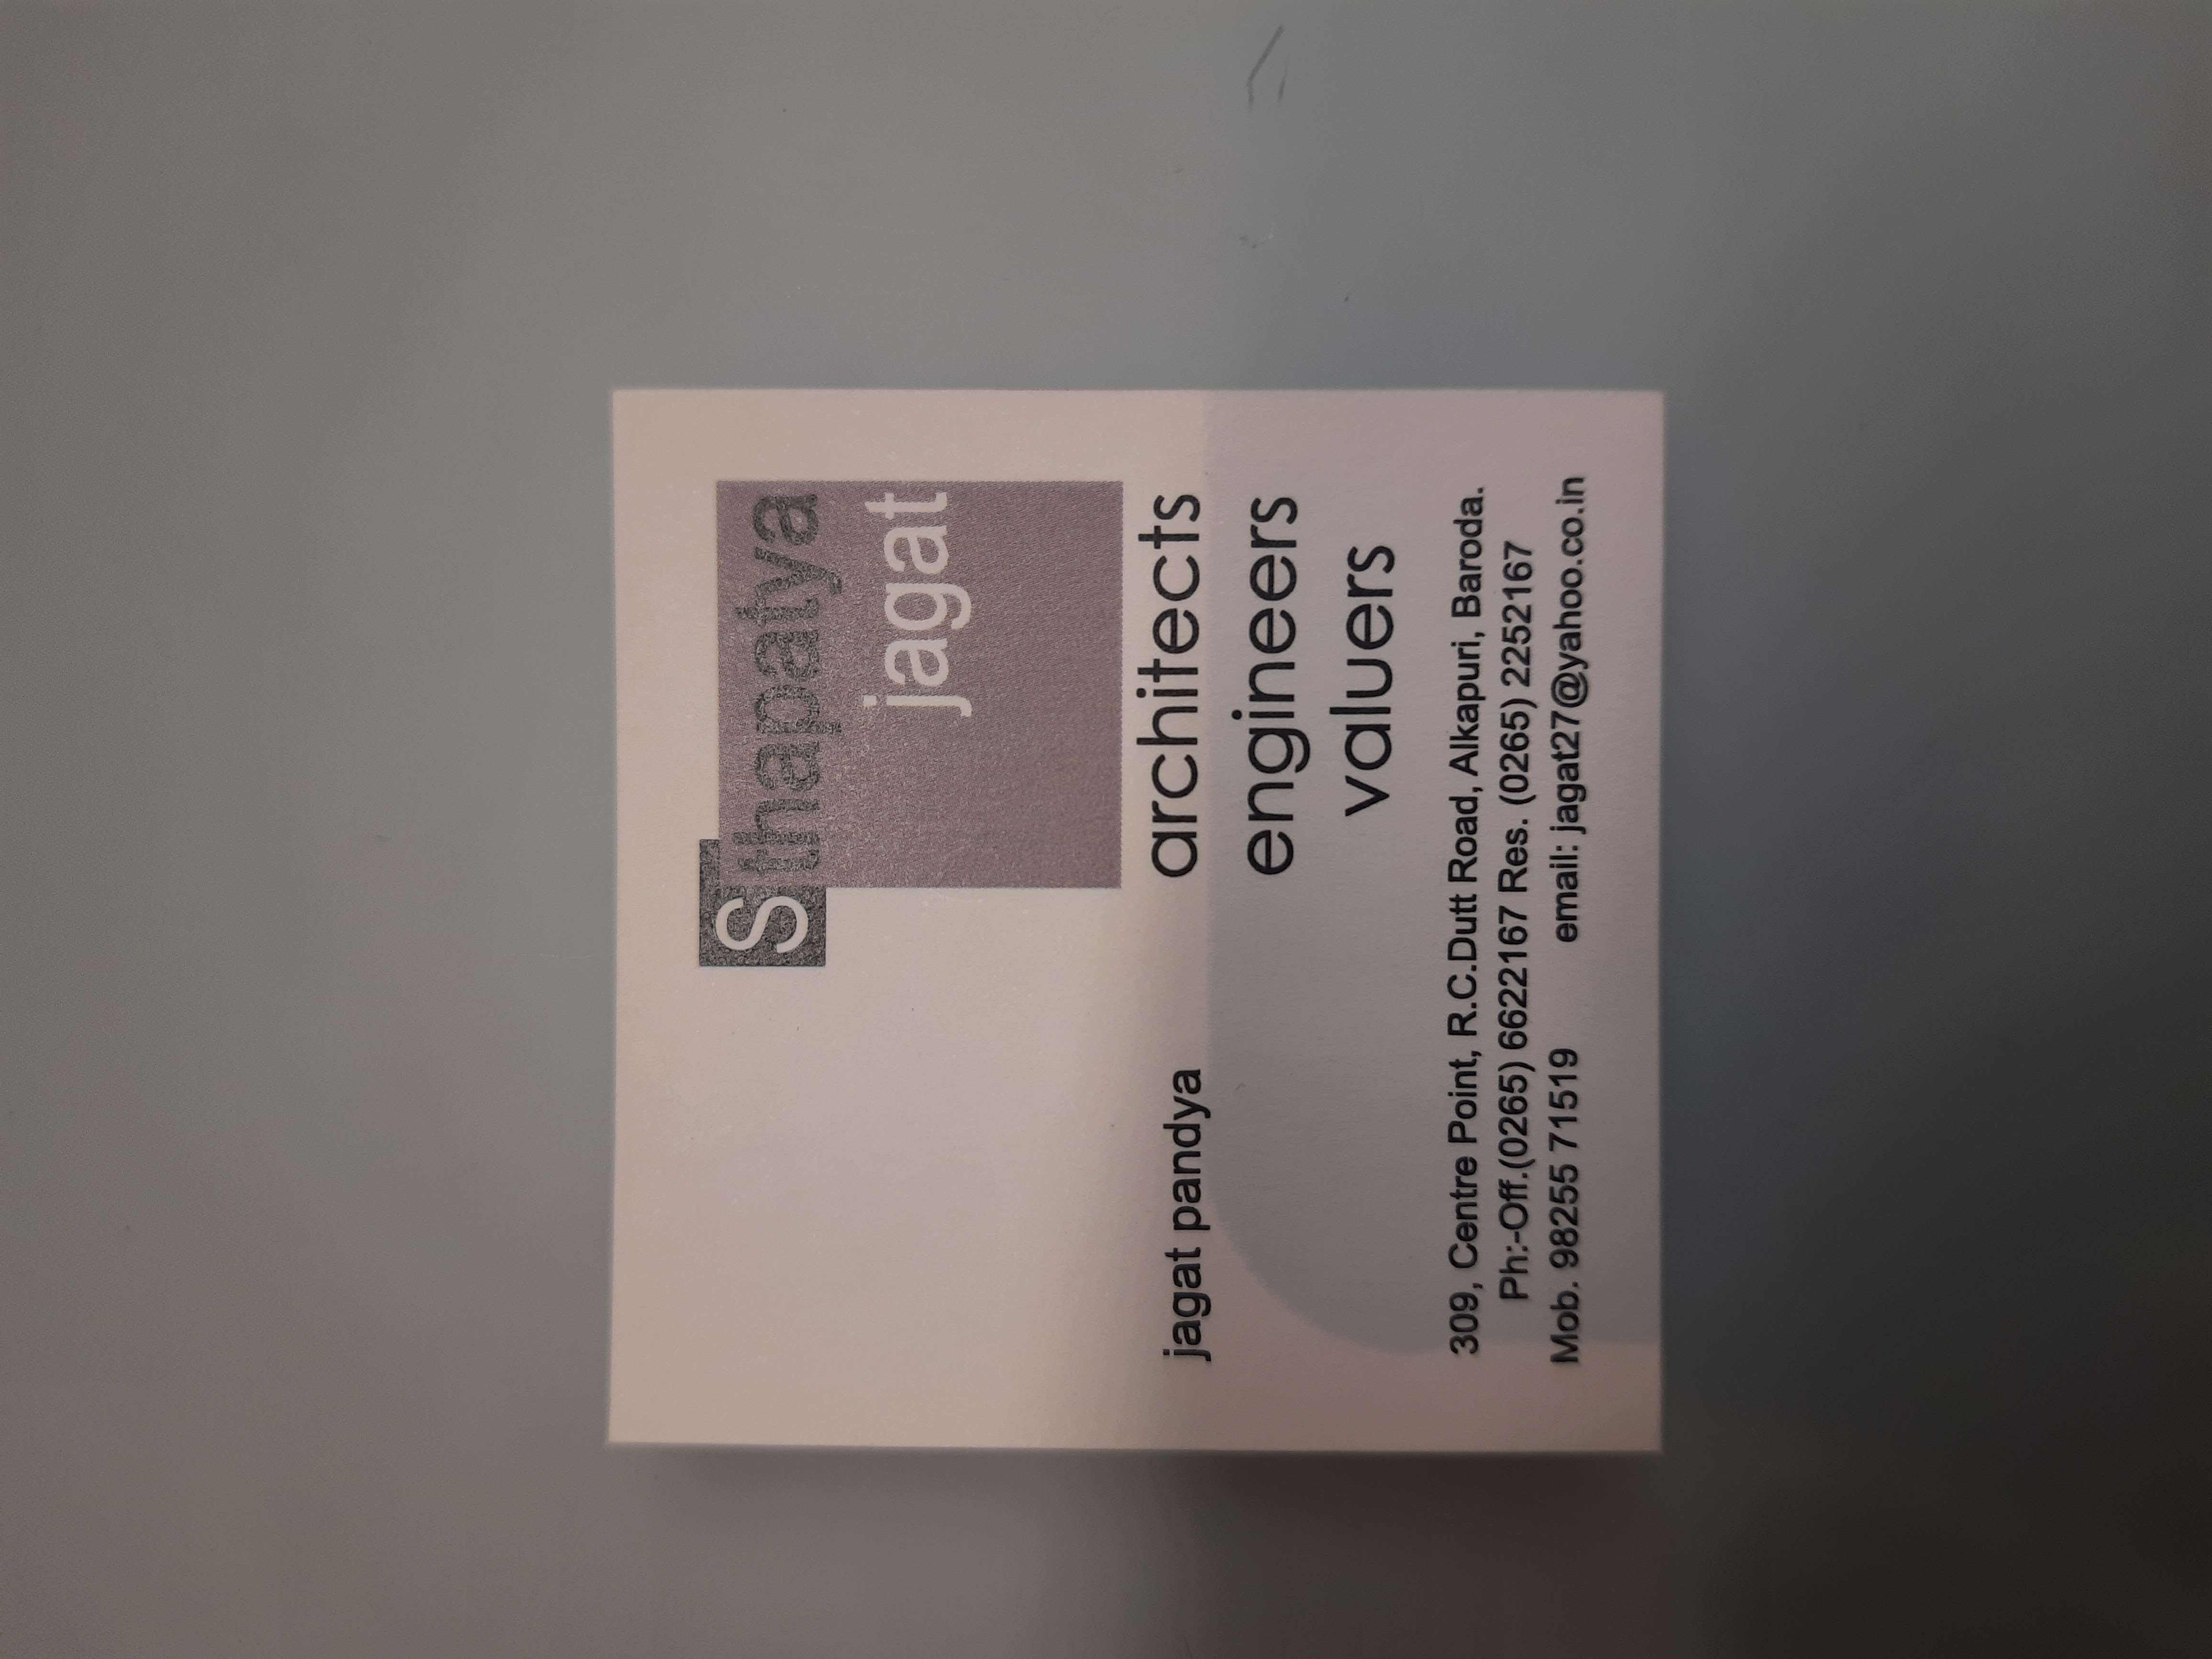 Sthapatya
jagat
jagat pandya
architects
engineers
valuers
309, Centre Point, R.C.Dutt Road, Alkapuri, Baroda.
Ph:-Off.(0265) 6622167 Res. (0265) 2252167
Mob. 98255 71519 email: jagat27@yahoo.co.in